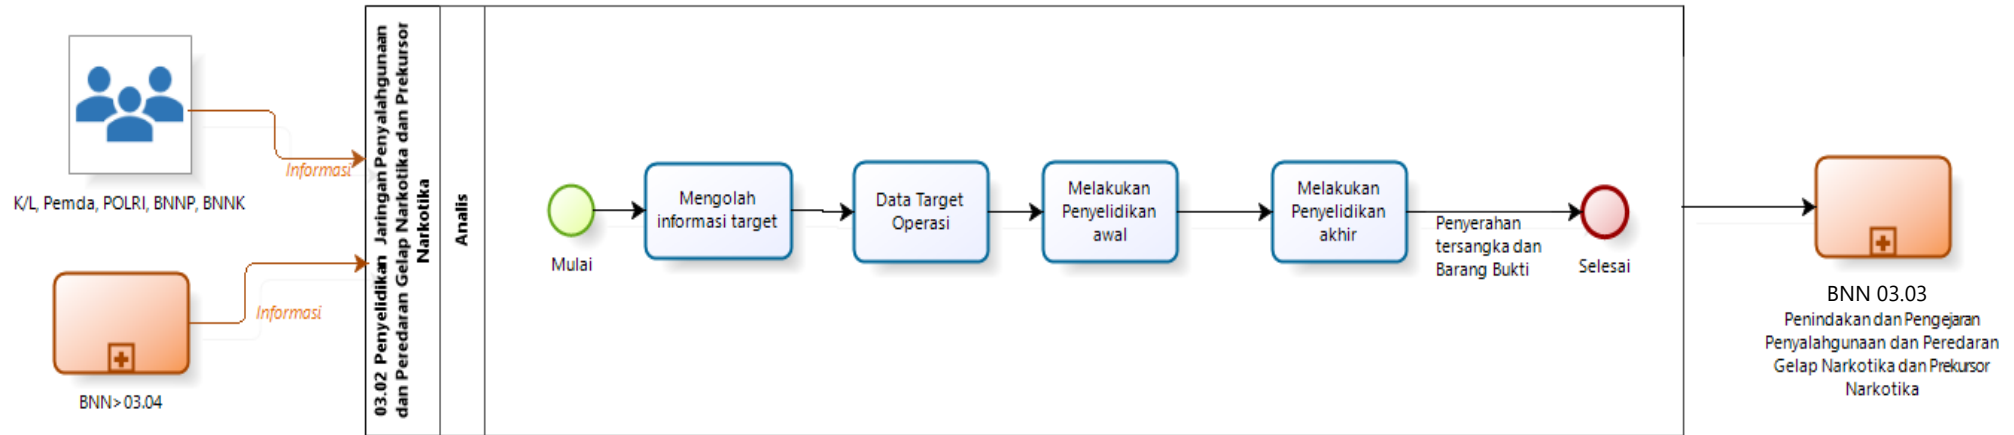 Informasi
K/L, Pemda, POLRI, BNNP, BNNK
Informasi
BNN>03.04
03.02 Penyelidikan Jaringan Penyalahgunaan
dan Peredaran Gelap Narkotika dan Prekursor
Narkotika
Analis
Mulai
Mengolah
informasi target
Data Target
Operasi
Melakukan
Penyelidikan
awal
Melakukan
Penyelidikan
akhir
Penyerahan
tersangka dan
Barang Bukti
Selesai
BNN 03.03
Penindakan dan Pengejaran
Penyalahgunaan dan Peredaran
Gelap Narkotika dan Prekursor
Narkotika